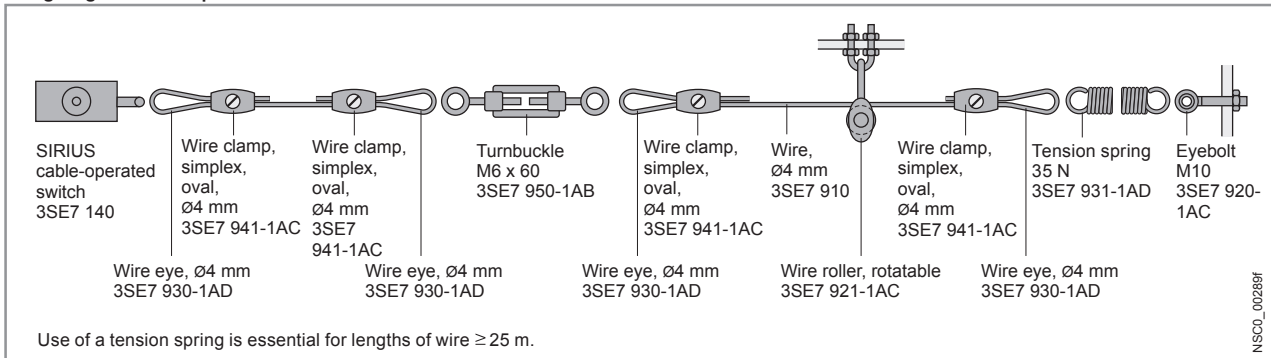 SIRIUS
cable-operated
switch
3SE7 140
Wire clamp,
simplex,
oval,
Ø4 mm
3SE7 941-1AC
Wire clamp,
simplex,
oval,
Ø4 mm
3SE7
941-1AC
Turnbuckle
M6 x 60
3SE7 950-1AB
Wire clamp,
simplex,
oval,
Ø4 mm
3SE7 941-1AC
Wire,
Ø4 mm
3SE7 910
Wire clamp,
simplex,
oval,
Ø4 mm
3SE7 941-1AC
Tension spring
35 N
3SE7 931-1AD
Eyebolt
M10
3SE7 920-
1AC
Wire eye, Ø4 mm
3SE7 930-1AD
Wire eye, Ø4 mm
3SE7 930-1AD
Wire eye, Ø4 mm
3SE7 930-1AD
Wire roller, rotatable
3SE7 921-1AC
Wire eye, Ø4 mm
3SE7 930-1AD
Use of a tension spring is essential for lengths of wire ≥ 25 m.
NSC0_00289f